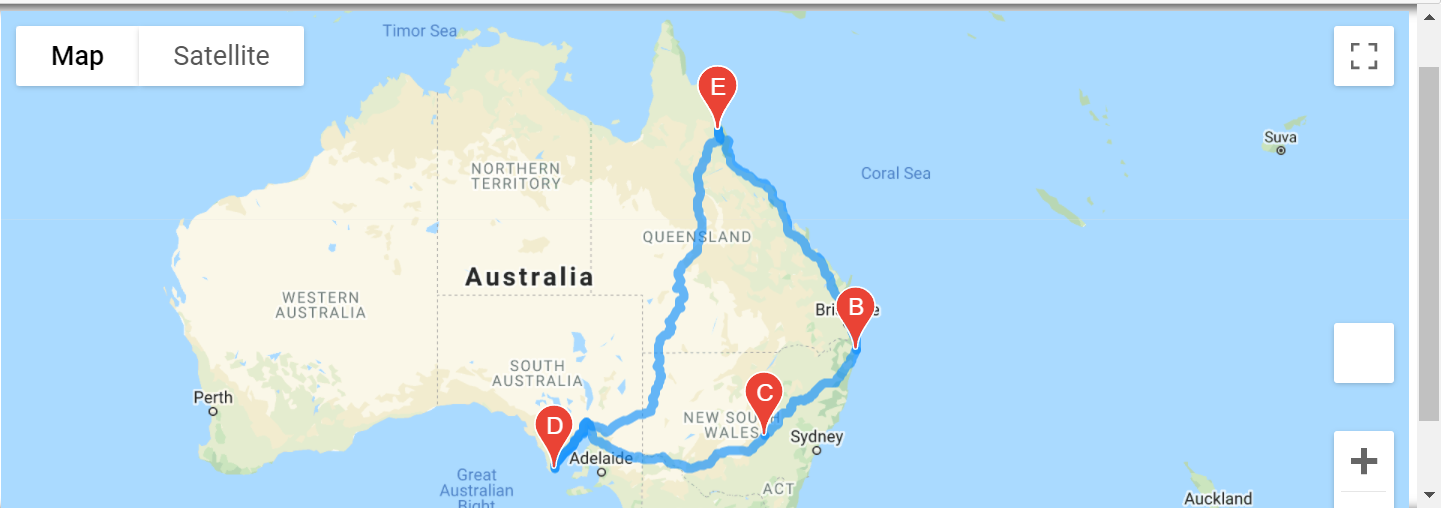 Map
Satellite
Timor Sea
E
Suva
NORTHERN
TERRITORY
Coral Sea
QUEENSLAND
Australia
WESTERN
AUSTRALIA
B
SOUTH
AUSTRALIA
C
Perth
NEW SOUTH
WALES
D
Sydney
Adelaide
Great
Australian
Bight
ACT
Auckland